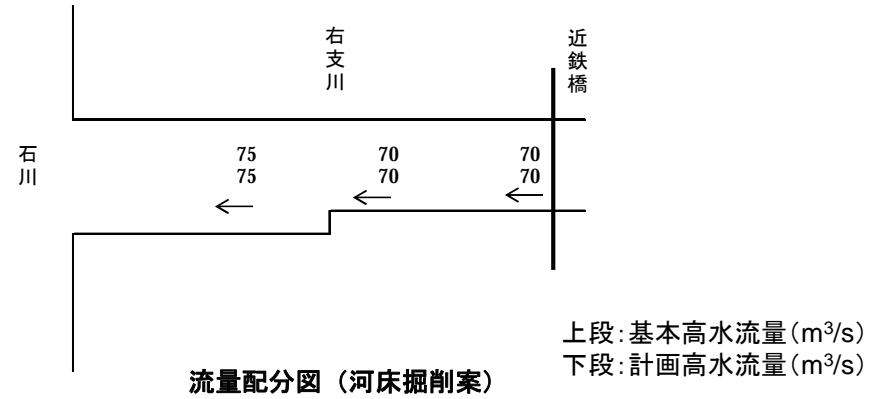 右支川
近鉄橋
石川
75 70 70
75 70 70
上段:基本高水流量(m³/s)
下段:計画高水流量(m³/s)
流量配分図(河床掘削案)